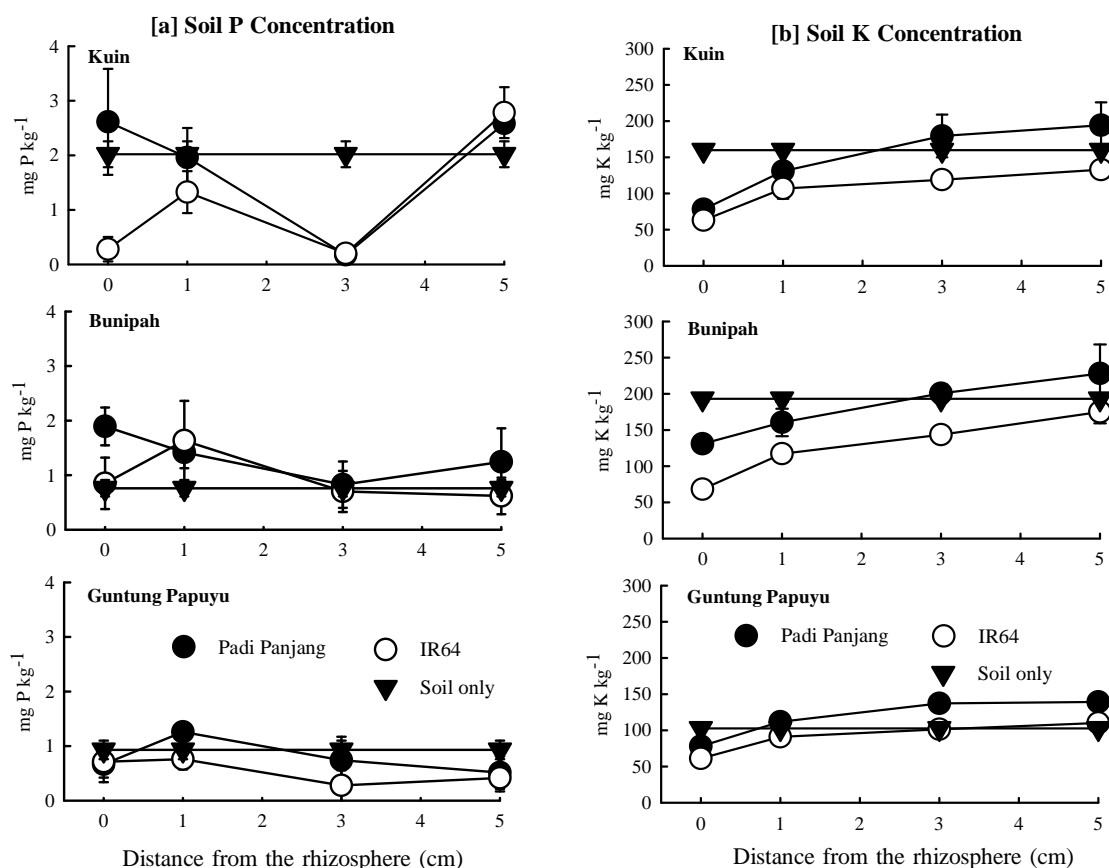 [a] Soil P Concentration
Kuin
4
3
2
1
0
mg P kg-1
0 1 2 3 4 5
Bunipah
4
3
2
1
0
mg P kg-1
0 1 2 3 4 5
Guntung Papuyu
Padi Panjang
IR64
Soil only
4
3
2
1
0
mg P kg-1
0 1 2 3 4 5
Distance from the rhizosphere (cm)
[b] Soil K Concentration
Kuin
300
250
200
150
100
50
0
mg K kg-1
0 1 2 3 4 5
Bunipah
300
250
200
150
100
50
0
mg K kg-1
0 1 2 3 4 5
Guntung Papuyu
Padi Panjang
IR64
Soil only
300
250
200
150
100
50
0
mg K kg-1
0 1 2 3 4 5
Distance from the rhizosphere (cm)